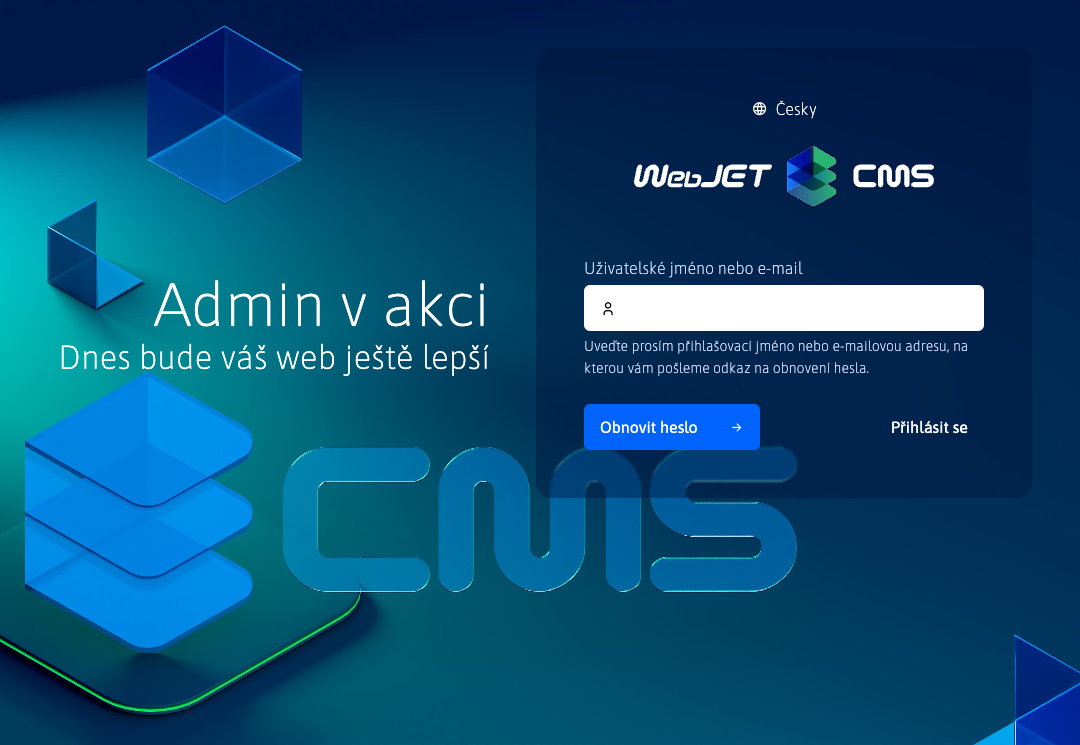 Admin v akci
Dnes bude váš web ještě lepší
CMS
Česky
WebJET CMS
Uživatelské jméno nebo e-mail
Uveďte prosím přihlašovací jméno nebo e-mailovou adresu, na
kterou vám pošleme odkaz na obnovení hesla.
Obnovit heslo
Přihlásit se